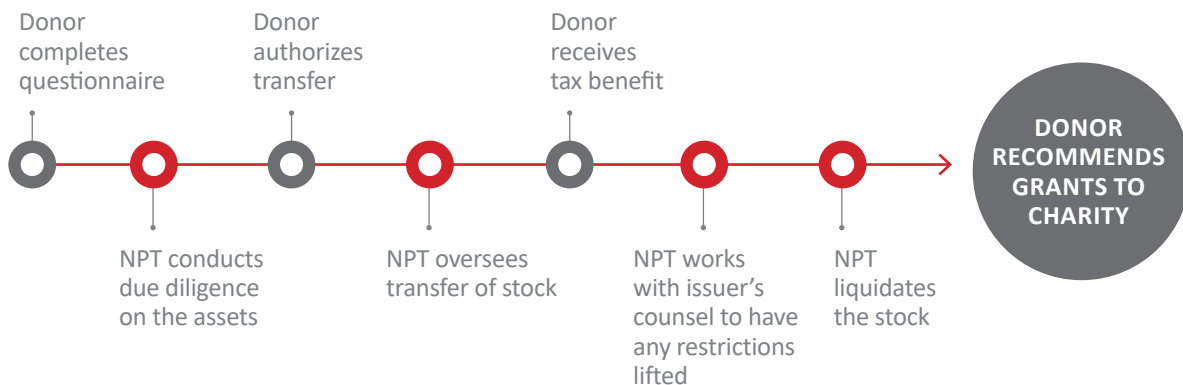 Donor
completes
questionnaire
Donor
authorizes
transfer
Donor
receives
tax benefit
DONOR
RECOMMENDS
GRANTS TO
CHARITY
NPT conducts
due diligence
on the assets
NPT oversees
transfer of stock
NPT works
with issuer’s
counsel to have
any restrictions
lifted
NPT
liquidates
the stock